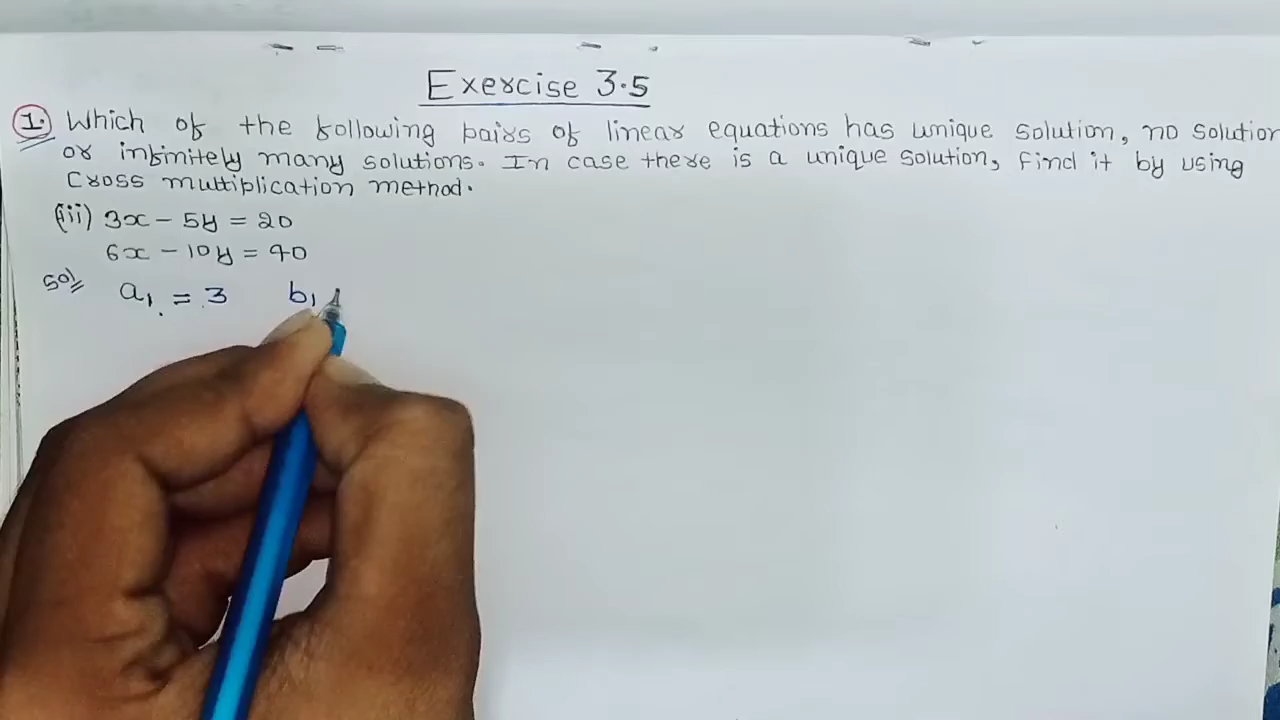 Exercise 3.5
1. Which of the following pairs of linear equations has unique solution, no solution
or infinitely many solutions. In case there is a unique solution, find it by using
Cross multiplication method.
(iii) 3x - 5y = 20
6x - 10y = 40
Sol
a₁ = 3 b₁